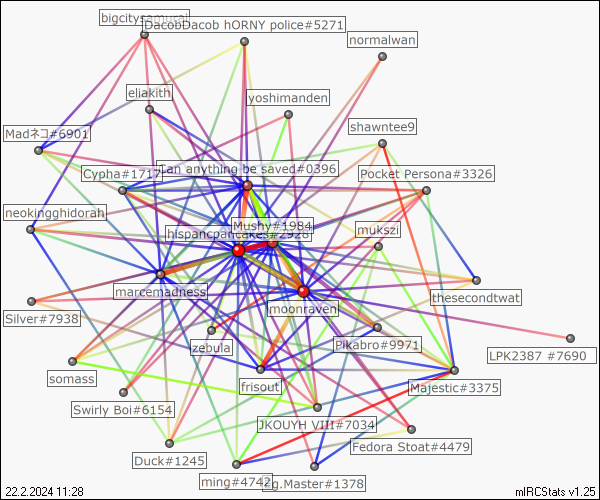 bigcitysamurai
DacobDacob hORNY police#5271
normalwan
eliakith
yoshimanden
Madネコ#6901
shawntee9
Cypha#1717
can anything be saved#0396
Pocket Persona#3326
neokingghidorah
Mushy#1984
hispanicpancakes#2928
mukszi
marcemadness
thesecondtwat
Silver#7938
moonraven
zebula
Pikabro#9971
LPK2387 #7690
somass
frisout
Majestic#3375
Swirly Boi#6154
JKOUYH VIII#7034
Fedora Stoat#4479
Duck#1245
ming#4742
.Master#1378
22.2.2024 11:28
mIRCStats v1.25